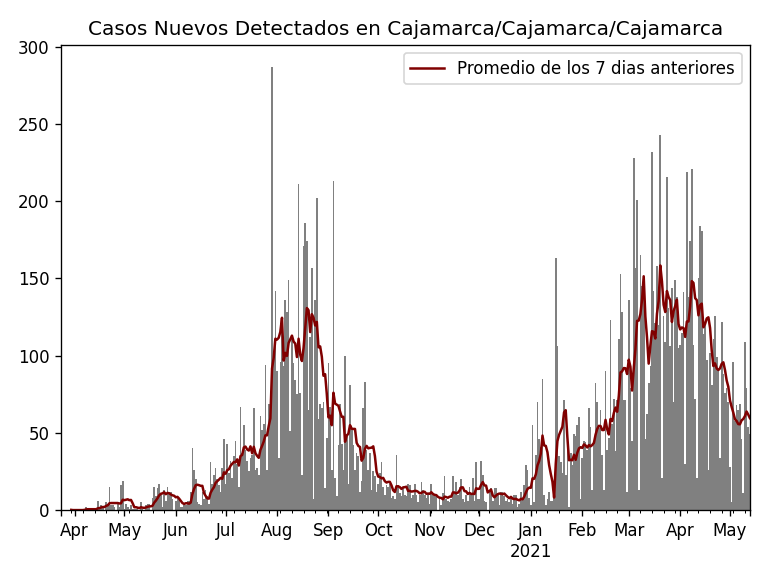 Casos Nuevos Detectados en Cajamarca/Cajamarca/Cajamarca
Promedio de los 7 dias anteriores
300
250
200
150
100
50
0
Apr May Jun Jul Aug Sep Oct Nov Dec Jan Feb Mar Apr May
2021